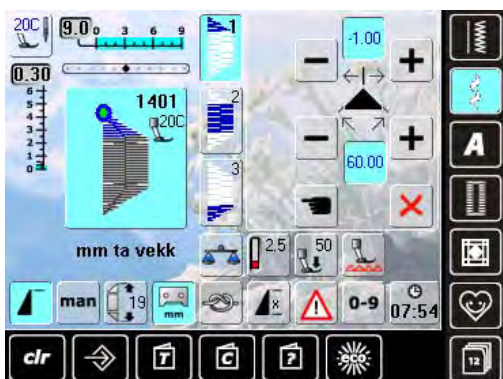 20C 9.0 0 3 6 9 1 -1.00
0.30
6
5
4
3
2
1
1401
20C
2
60.00
3
mm ta vekk
2.5 50
man 19 mm x 0-9 07:54
A
clr T C ? eco 12